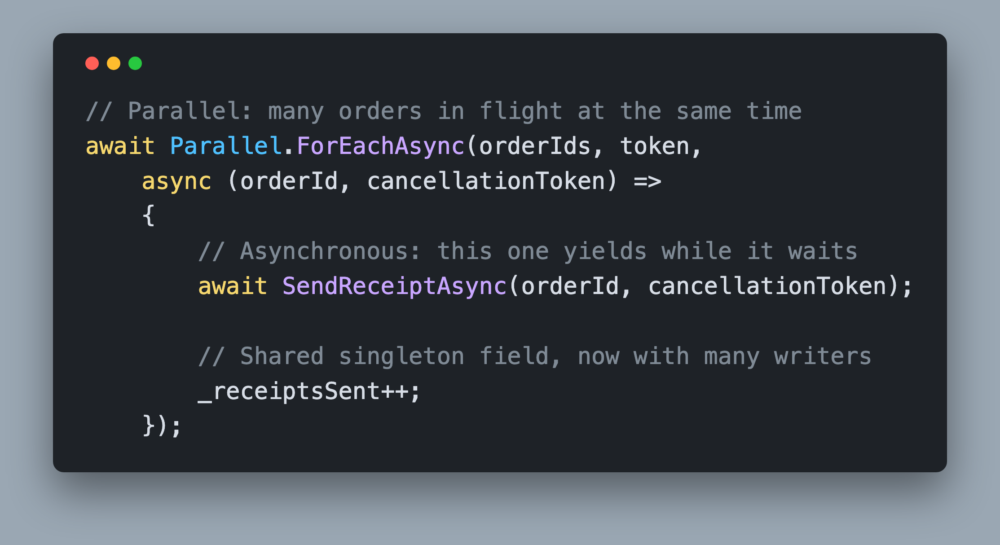 // Parallel: many orders in flight at the same time
await Parallel.ForEachAsync(orderIds, token,
    async (orderId, cancellationToken) =>
    {
        // Asynchronous: this one yields while it waits
        await SendReceiptAsync(orderId, cancellationToken);

        // Shared singleton field, now with many writers
        _receiptsSent++;
    });